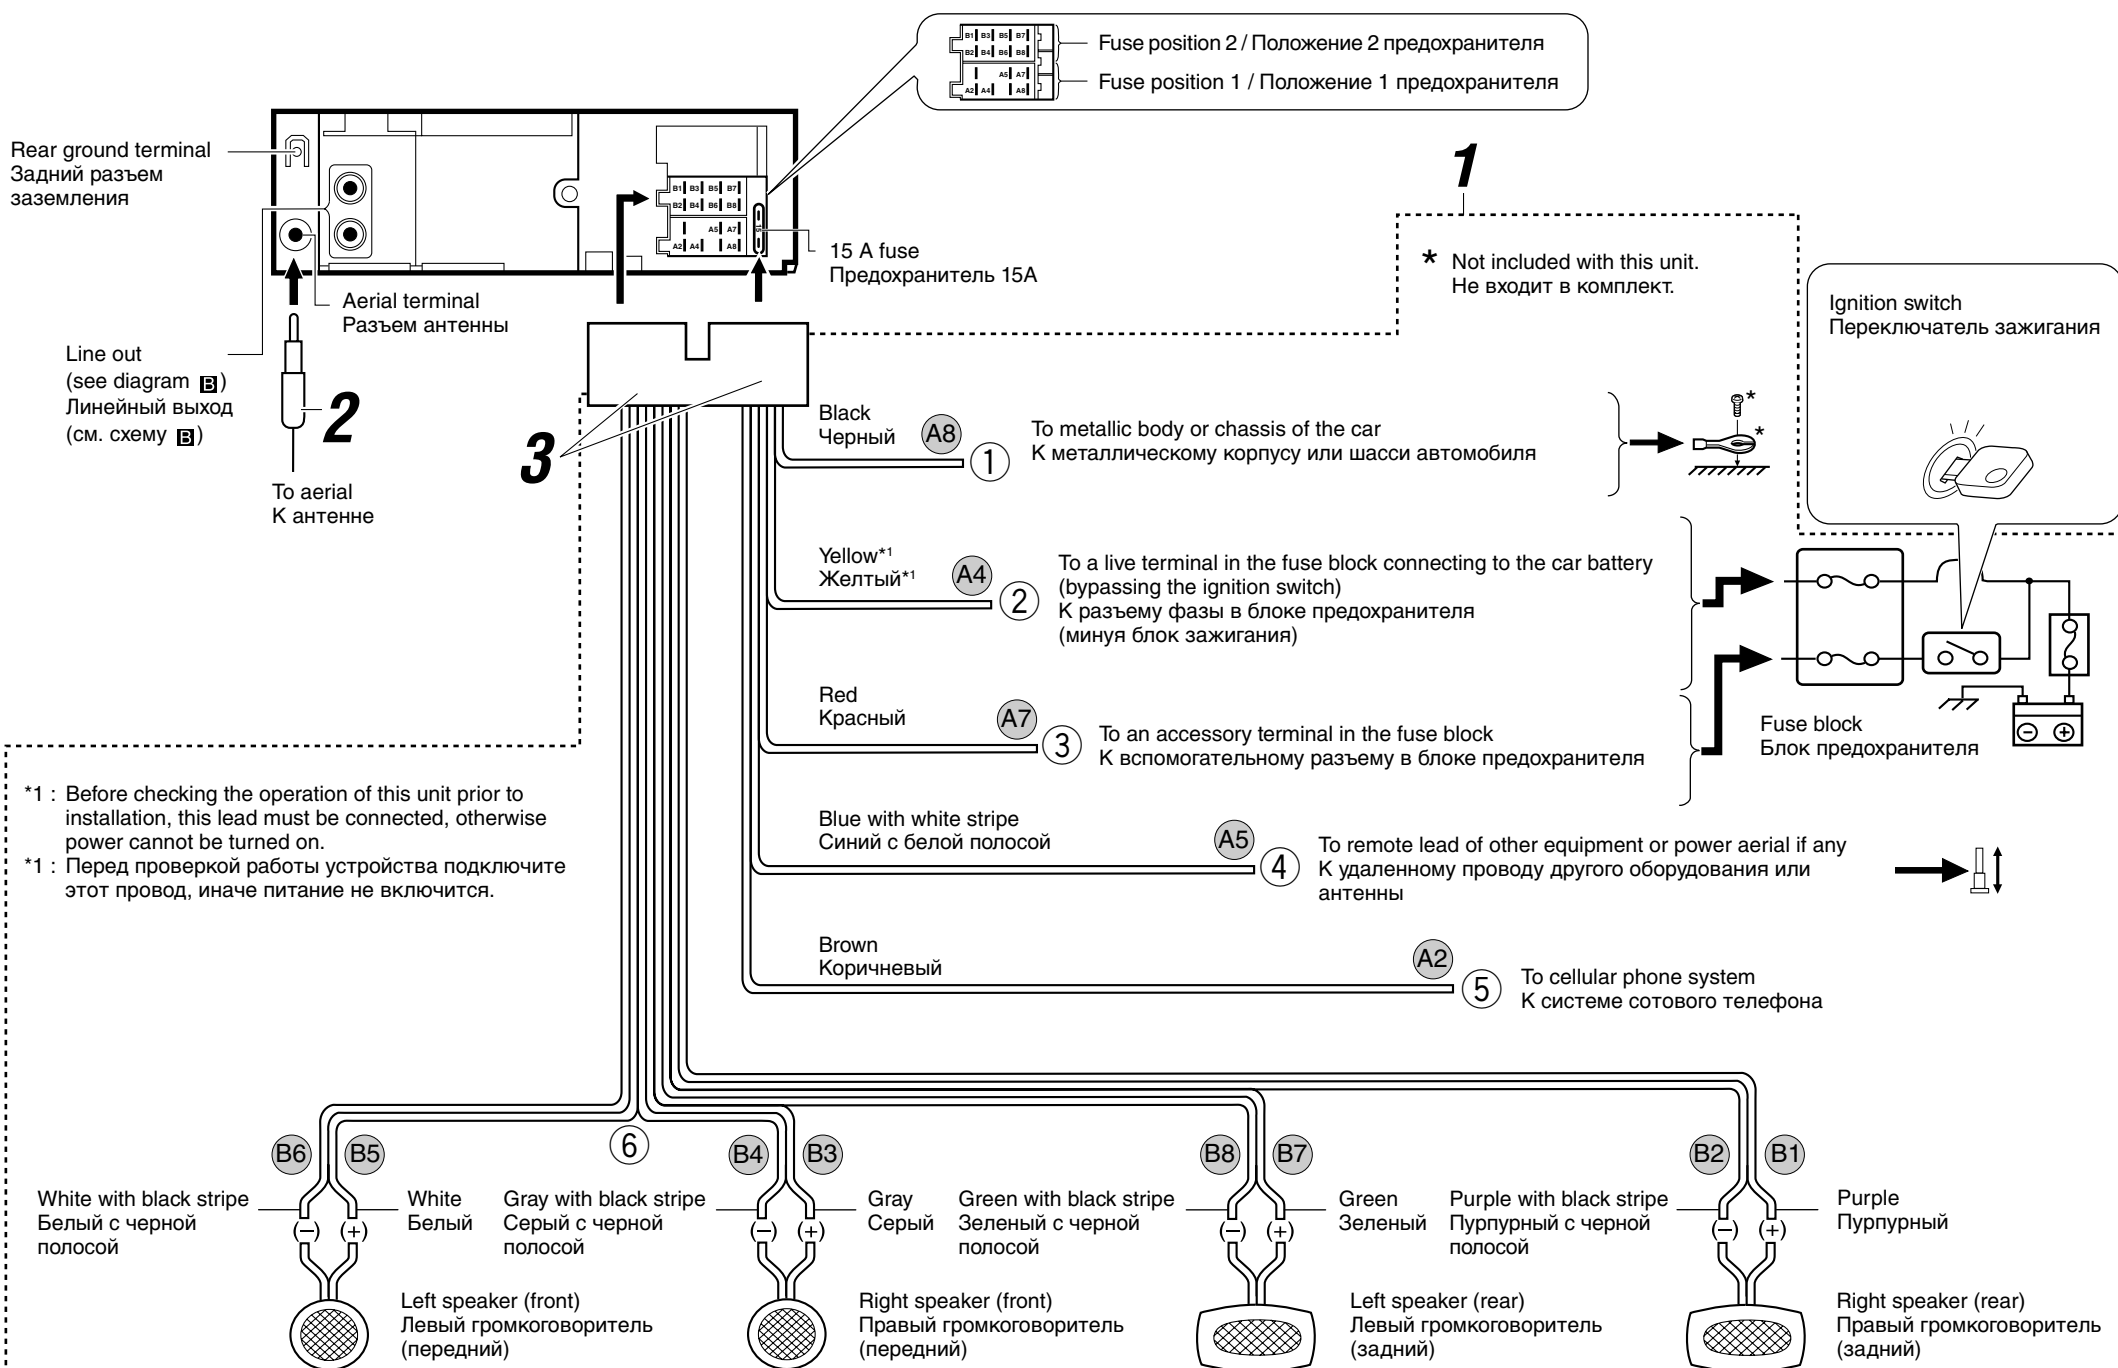 B1 B3 B5 B7
B2 B4 B6 B8
A5 A7
A2 A4 A8
Fuse position 2 / Положение 2 предохранителя
Fuse position 1 / Положение 1 предохранителя
Rear ground terminal
Задний разъем
заземления
B1 B3 B5 B7
B2 B4 B6 B8
A5 A7
A2 A4 A8
15
15 A fuse
Предохранитель 15А
Aerial terminal
Разъем антенны
Line out
(see diagram B)
Линейный выход
(см. схему B)
2
To aerial
К антенне
1
* Not included with this unit.
Не входит в комплект.
Ignition switch
Переключатель зажигания
3
Black
Черный
A8
1
To metallic body or chassis of the car
К металлическому корпусу или шасси автомобиля
*
*
Yellow*1
Желтый*1
A4
2
To a live terminal in the fuse block connecting to the car battery
(bypassing the ignition switch)
К разъему фазы в блоке предохранителя
(минуя блок зажигания)
Red
Красный
A7
3
To an accessory terminal in the fuse block
К вспомогательному разъему в блоке предохранителя
Fuse block
Блок предохранителя
*1 : Before checking the operation of this unit prior to
installation, this lead must be connected, otherwise
power cannot be turned on.
*1 : Перед проверкой работы устройства подключите
этот провод, иначе питание не включится.
Blue with white stripe
Синий с белой полосой
A5
4
To remote lead of other equipment or power aerial if any
К удаленному проводу другого оборудования или
антенны
Brown
Коричневый
A2
5
To cellular phone system
К системе сотового телефона
6
B6 B5
White with black stripe
Белый с черной
полосой
White
Белый
(−) (+)
Left speaker (front)
Левый громкоговоритель
(передний)
B4 B3
Gray with black stripe
Серый с черной
полосой
Gray
Серый
(−) (+)
Right speaker (front)
Правый громкоговоритель
(передний)
B8 B7
Green with black stripe
Зеленый с черной
полосой
Green
Зеленый
(−) (+)
Left speaker (rear)
Левый громкоговоритель
(задний)
B2 B1
Purple with black stripe
Пурпурный с черной
полосой
Purple
Пурпурный
(−) (+)
Right speaker (rear)
Правый громкоговоритель
(задний)